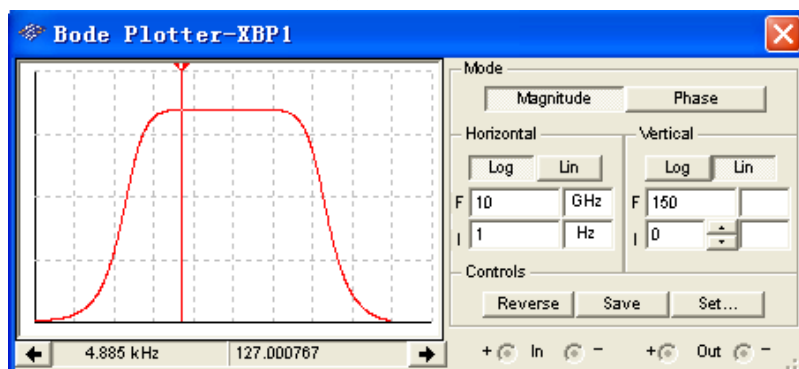 Bode Plotter-XBP1
Mode
Magnitude Phase
Horizontal Vertical
Log Lin Log Lin
F 10 GHz F 150
I 1 Hz I 0
Controls
Reverse Save Set...
4.885 kHz 127.000767
+ In - + Out -